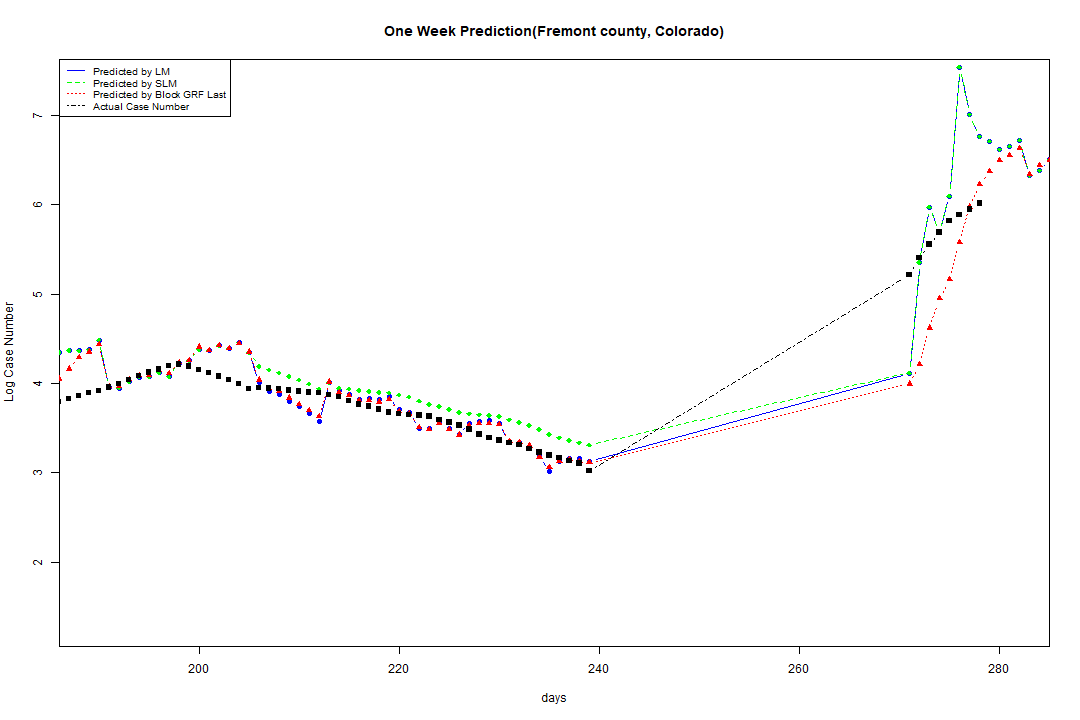 One Week Prediction(Fremont county, Colorado)
Predicted by LM
Predicted by SLM
Predicted by Block GRF Last
Actual Case Number
Log Case Number
7
6
5
4
3
2
200
220
240
260
280
days